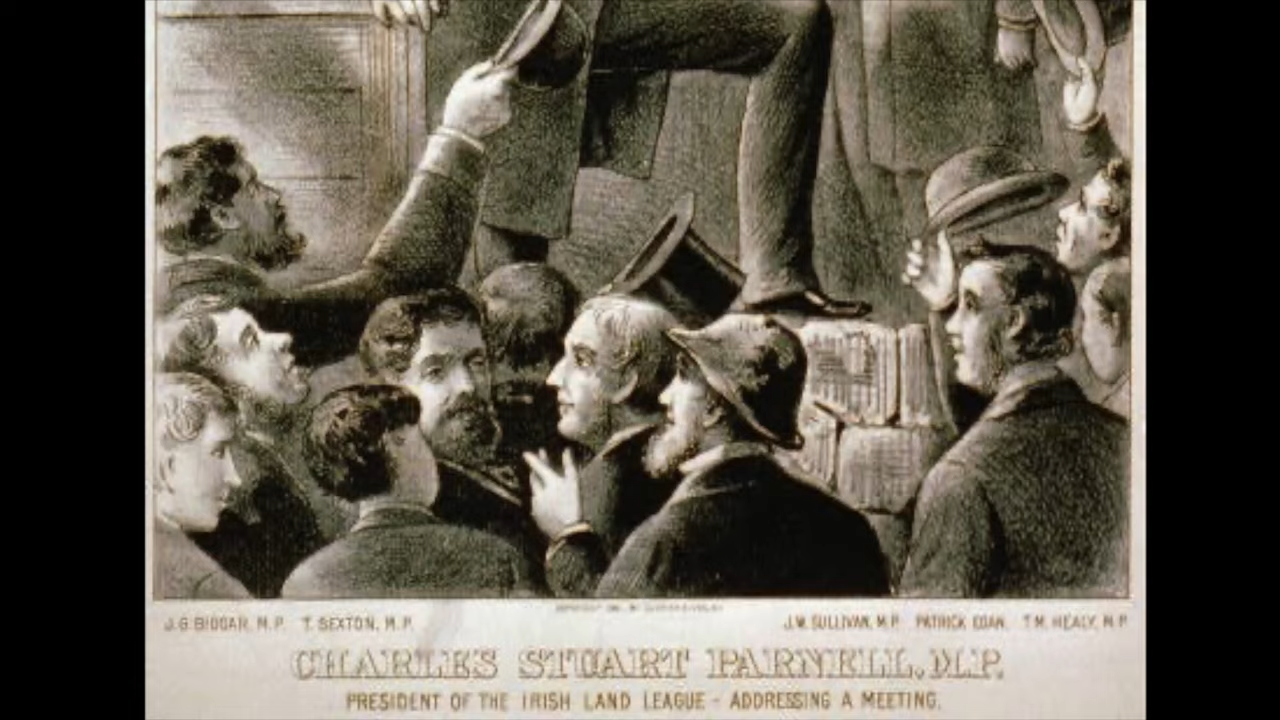 J.G. BIGGAR, M.P. T. SEXTON, M.P. J.W. SULLIVAN, M.P. PATRICK EGAN, T.M. HEALY, M.P.
CHARLES STUART PARNELL, M.P.
PRESIDENT OF THE IRISH LAND LEAGUE - ADDRESSING A MEETING.